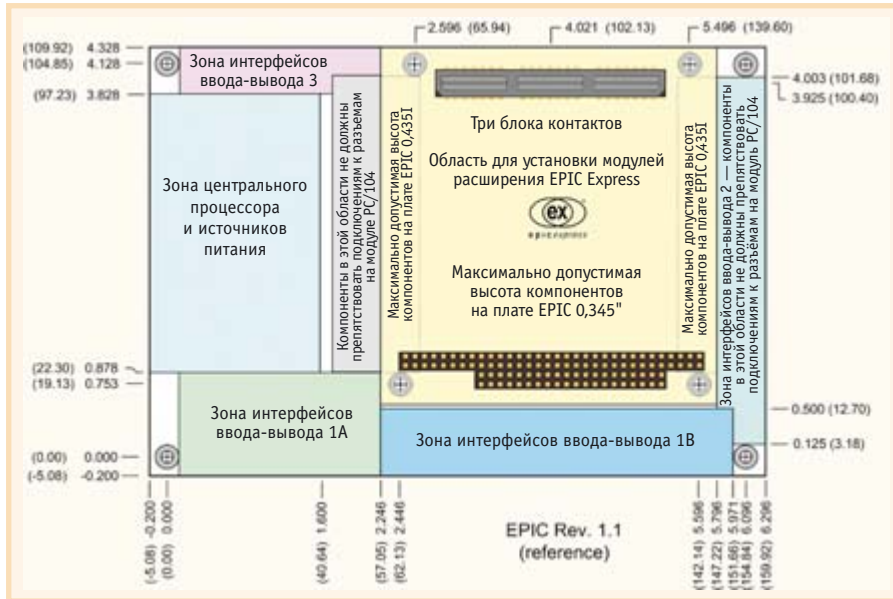 2.596 (65.94)
4.021 (102.13)
5.496 (139.60)
(109.92) 4.328
(104.85) 4.128
(97.23) 3.828
4.003 (101.68)
3.925 (100.40)
Зона интерфейсов
ввода-вывода 3
Зона центрального
процессора
и источников
питания
Компоненты в этой области не должны
препятствовать подключениям к разъемам
на модуле PC/104
Максимально допустимая высота
компонентов на плате EPIC 0,435I
Три блока контактов
Область для установки модулей
расширения EPIC Express
ex
epic express
Максимально допустимая
высота компонентов
на плате EPIC 0,345"
Максимально допустимая высота
компонентов на плате EPIC 0,435I
Зона интерфейсов ввода-вывода 2 — компоненты
в этой области не должны препятствовать
подключениям к разъёмам на модуль PC/104
(22.30) 0.878
(19.13) 0.753
Зона интерфейсов
ввода-вывода 1A
Зона интерфейсов ввода-вывода 1B
0.500 (12.70)
0.125 (3.18)
(0.00) 0.000
(-5.08) -0.200
(-5.08) -0.200
(0.00) 0.000
(40.64) 1.600
(57.05) 2.246
(62.13) 2.446
EPIC Rev. 1.1
(reference)
(142.14) 5.596
(147.22) 5.796
(151.66) 5.971
(154.84) 6.096
(159.92) 6.296